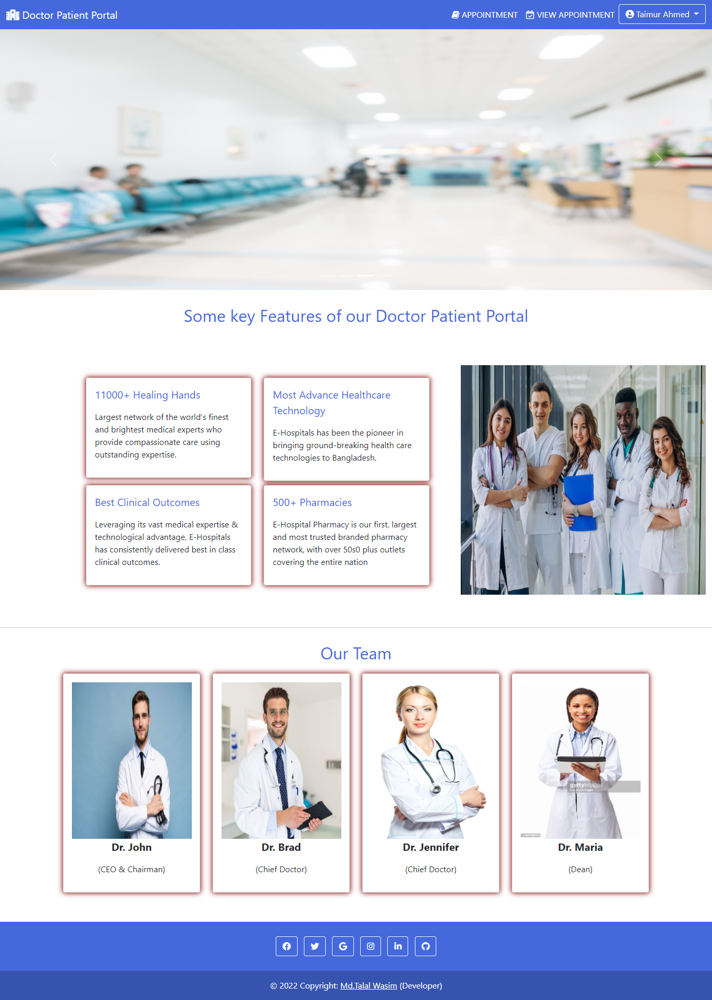 Doctor Patient Portal
APPOINTMENT
VIEW APPOINTMENT
Taimur Ahmed
Some key Features of our Doctor Patient Portal
11000+ Healing Hands
Largest network of the world's finest
and brightest medical experts who
provide compassionate care using
outstanding expertise.
Most Advance Healthcare
Technology
E-Hospitals has been the pioneer in
bringing ground-breaking health care
technologies to Bangladesh.
Best Clinical Outcomes
Leveraging its vast medical expertise &
technological advantage, E-Hospitals
has consistently delivered best in class
clinical outcomes.
500+ Pharmacies
E-Hospital Pharmacy is our first, largest
and most trusted branded pharmacy
network, with over 50s0 plus outlets
covering the entire nation
Our Team
Dr. John
(CEO & Chairman)
Dr. Brad
(Chief Doctor)
Dr. Jennifer
(Chief Doctor)
gettyimages
Dr. Maria
(Dean)
© 2022 Copyright: Md.Talal Wasim (Developer)